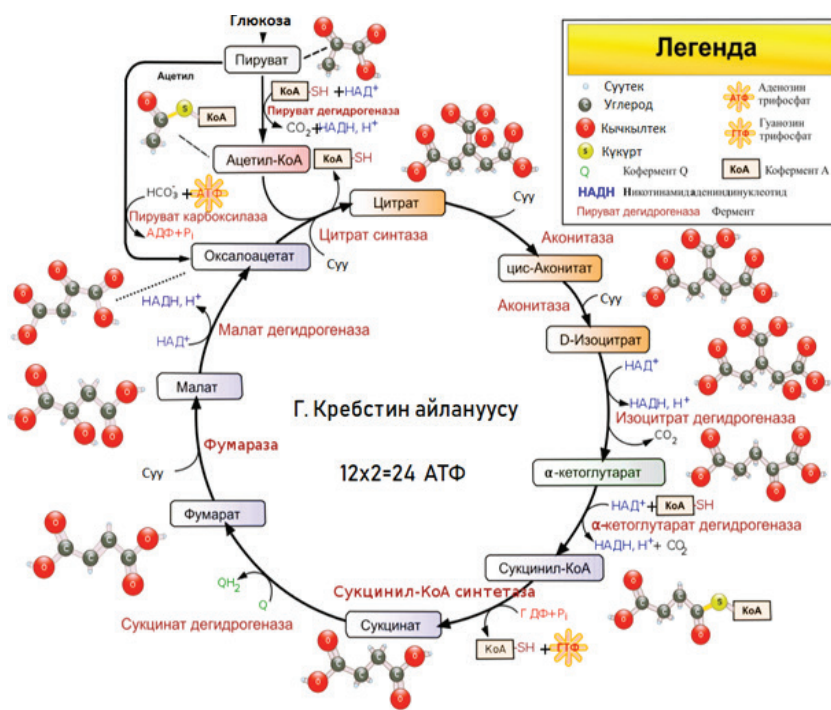 Глюкоза
Пируват
Ацетил
КоА-SH +НАД⁺
Пируват дегидрогеназа
CO₂+НАДН, H⁺
S КоА
Ацетил-КоА
КоА-SH
HCO₃⁻ + АТФ
Пируват карбоксилаза
АДФ+Pᵢ
Цитрат
Цитрат синтаза
Суу
Оксалоацетат
Суу
Аконитаза
цис-Аконитат
Аконитаза
Суу
D-Изоцитрат
НАД⁺
НАДН, H⁺
Изоцитрат дегидрогеназа
CO₂
α-кетоглутарат
НАД⁺+ КоА-SH
α-кетоглутарат дегидрогеназа
НАДН, H⁺+ CO₂
Сукцинил-КоА
S КоА
Сукцинил-КоА синтетаза
Г ДФ+Pᵢ
КоА-SH + ГТФ
Сукцинат
QH₂
Q
Сукцинат дегидрогеназа
Фумарат
Суу
Фумараза
Малат
НАД⁺
Малат дегидрогеназа
НАДН, H⁺
Г. Кребстин айлануусу
12x2=24 АТФ
Легенда
Суутек
C Углерод
O Кычкылтек
S Күкурт
Q Кофермент Q
НАДН Никотинамидадениндинуклеотид
Пируват дегидрогеназа Фермент
АТФ Аденозин
трифосфат
ГТФ Гуанозин
трифосфат
КоА Кофермент А